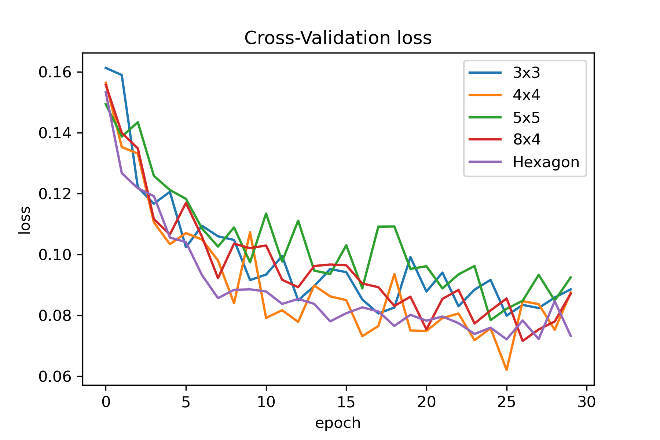 Cross-Validation loss
0.16
0.14
0.12
0.10
0.08
0.06
loss
3x3
4x4
5x5
8x4
Hexagon
0 5 10 15 20 25 30
epoch